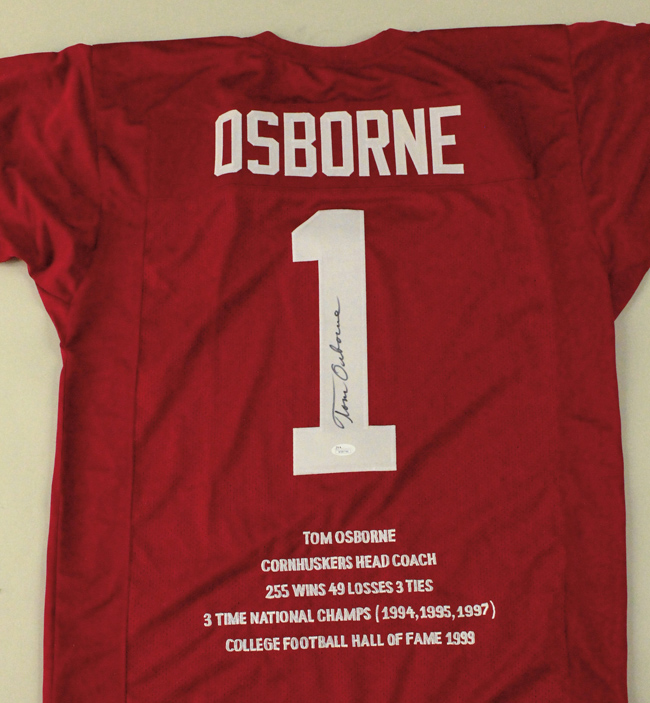 OSBORNE
1
Tom Osborne
TOM OSBORNE
CORNHUSKERS HEAD COACH
255 WINS 49 LOSSES 3 TIES
3 TIME NATIONAL CHAMPS (1994,1995,1997)
COLLEGE FOOTBALL HALL OF FAME 1999